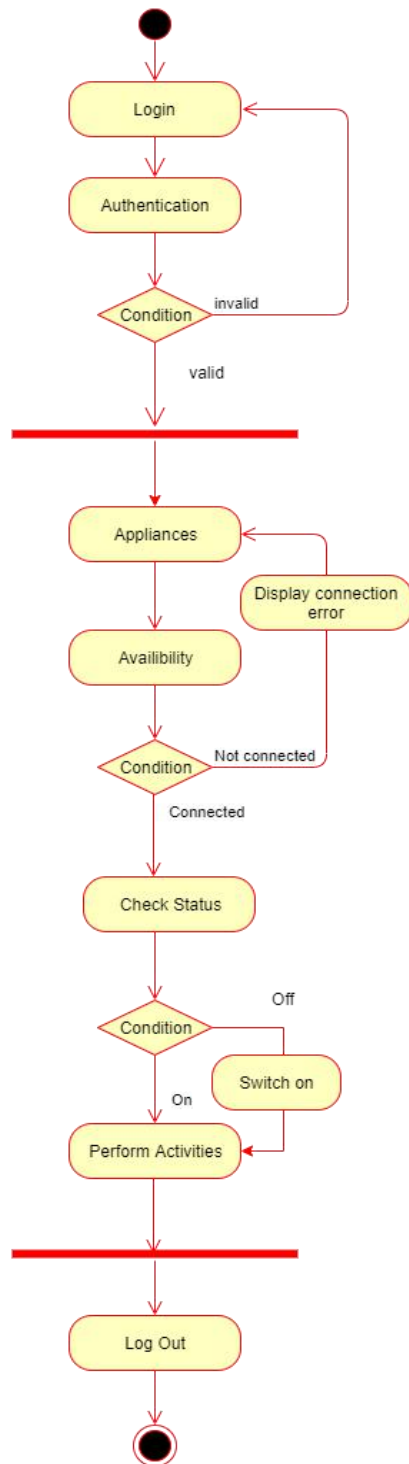 Login
Authentication
Condition
invalid
valid
Appliances
Display connection
error
Availibility
Condition
Not connected
Connected
Check Status
Off
Condition
Switch on
On
Perform Activities
Log Out